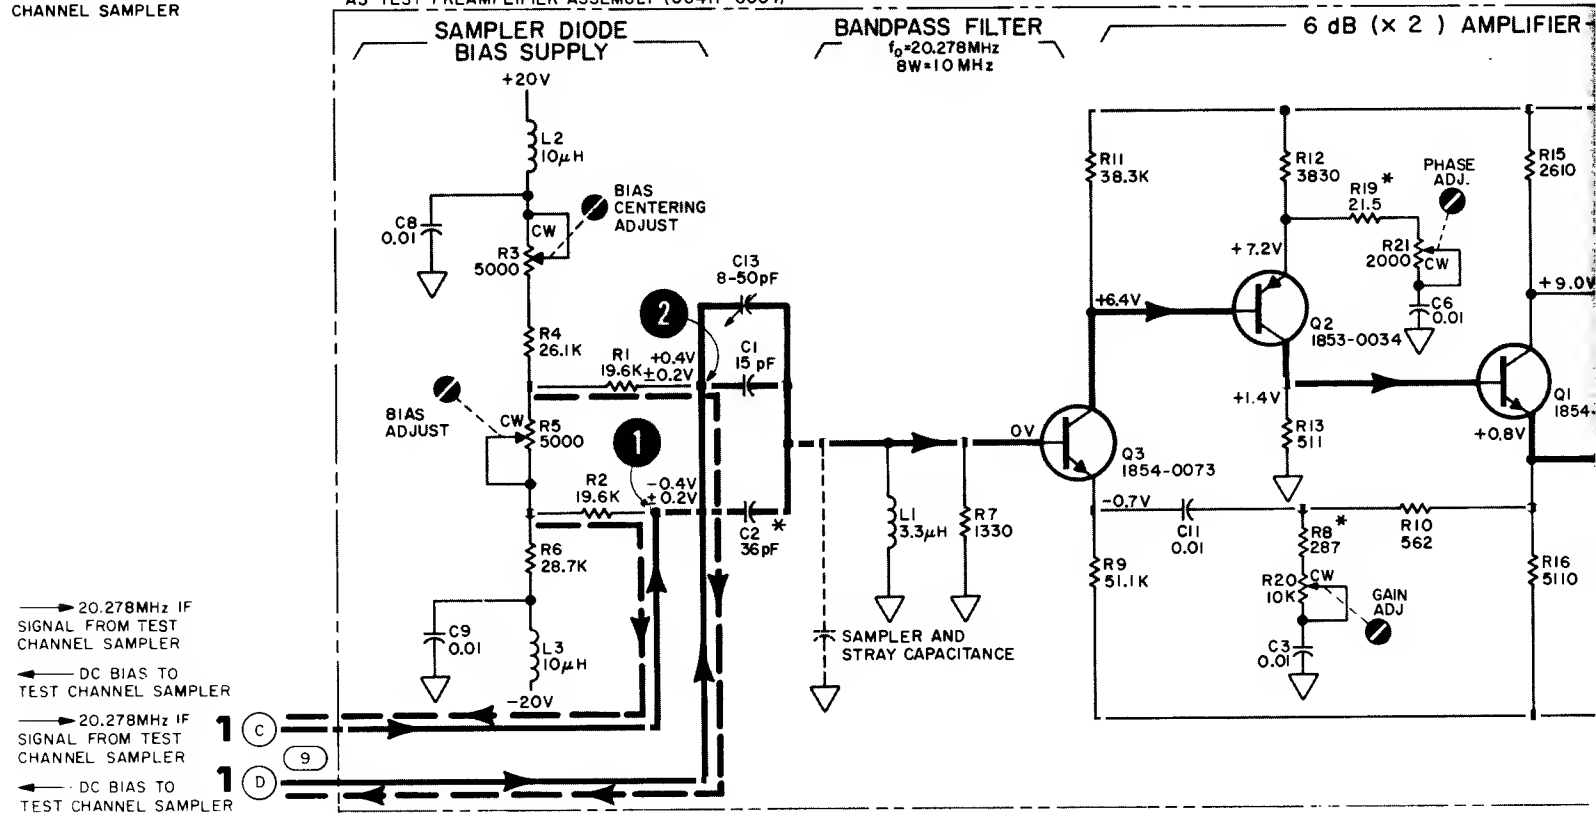 CHANNEL SAMPLER
SAMPLER DIODE
BIAS SUPPLY
BANDPASS FILTER
f₀=20.278MHz
BW=10MHz
6 dB (x 2 ) AMPLIFIER
+20V
L2
10μH
BIAS
CENTERING
ADJUST
C8
0.01
CW
R3
5000
C13
8-50pF
2
R4
26.1K
R1
19.6K
+0.4V
±0.2V
C1
15 pF
BIAS
ADJUST
CW
R5
5000
1
R2
19.6K
-0.4V
±0.2V
C2 *
36pF
R6
28.7K
C9
0.01
L3
10μH
-20V
SAMPLER AND
STRAY CAPACITANCE
L1
3.3μH
R7
1330
0V
Q3
1854-0073
R11
38.3K
+6.4V
-0.7V
R9
51.1K
C11
0.01
R12
3830
+7.2V
Q2
1853-0034
+1.4V
R13
511
R19 *
21.5
PHASE
ADJ.
R21
2000
CW
C6
0.01
R15
2610
+9.0V
Q1
1854-
+0.8V
R8 *
287
R10
562
R20
10K
CW
GAIN
ADJ
C3
0.01
R16
5110
20.278MHz IF
SIGNAL FROM TEST
CHANNEL SAMPLER
DC BIAS TO
TEST CHANNEL SAMPLER
20.278MHz IF
SIGNAL FROM TEST
CHANNEL SAMPLER
DC BIAS TO
TEST CHANNEL SAMPLER
1 C
9
1 D